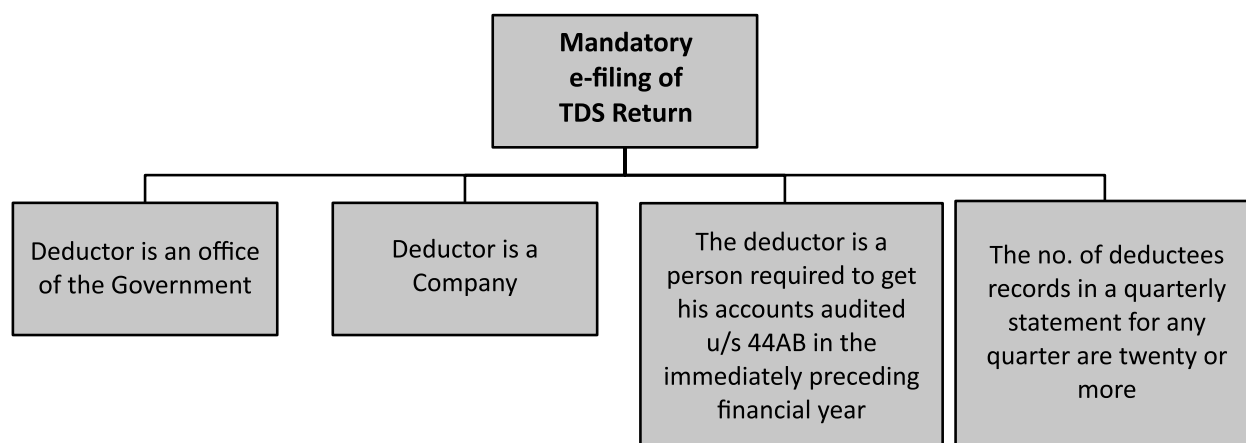 Mandatory
e-filing of
TDS Return
Deductor is an office
of the Government
Deductor is a
Company
The deductor is a
person required to get
his accounts audited
u/s 44AB in the
immediately preceding
financial year
The no. of deductees
records in a quarterly
statement for any
quarter are twenty or
more